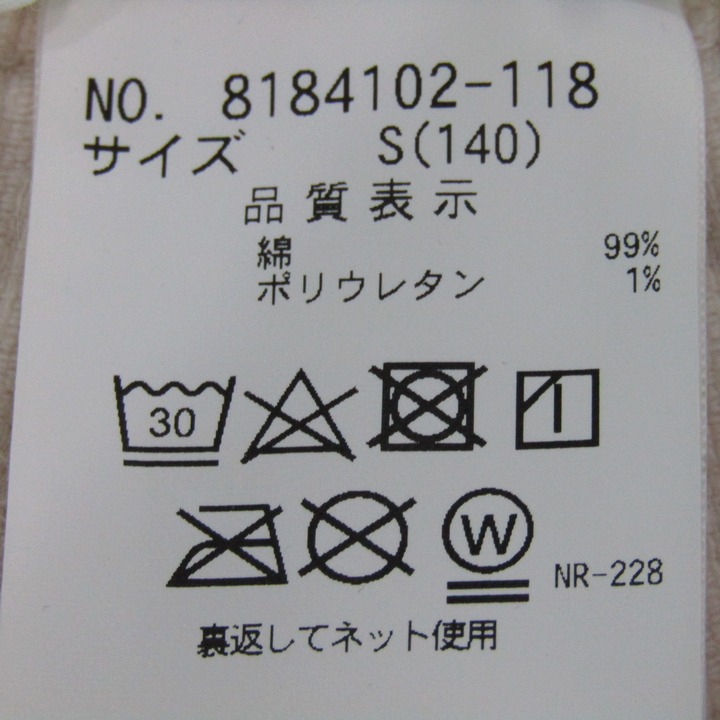 NO. 8184102-118
サイズ S(140)
品質表示
綿 99%
ポリウレタン 1%
30
W
NR-228
裏返してネット使用